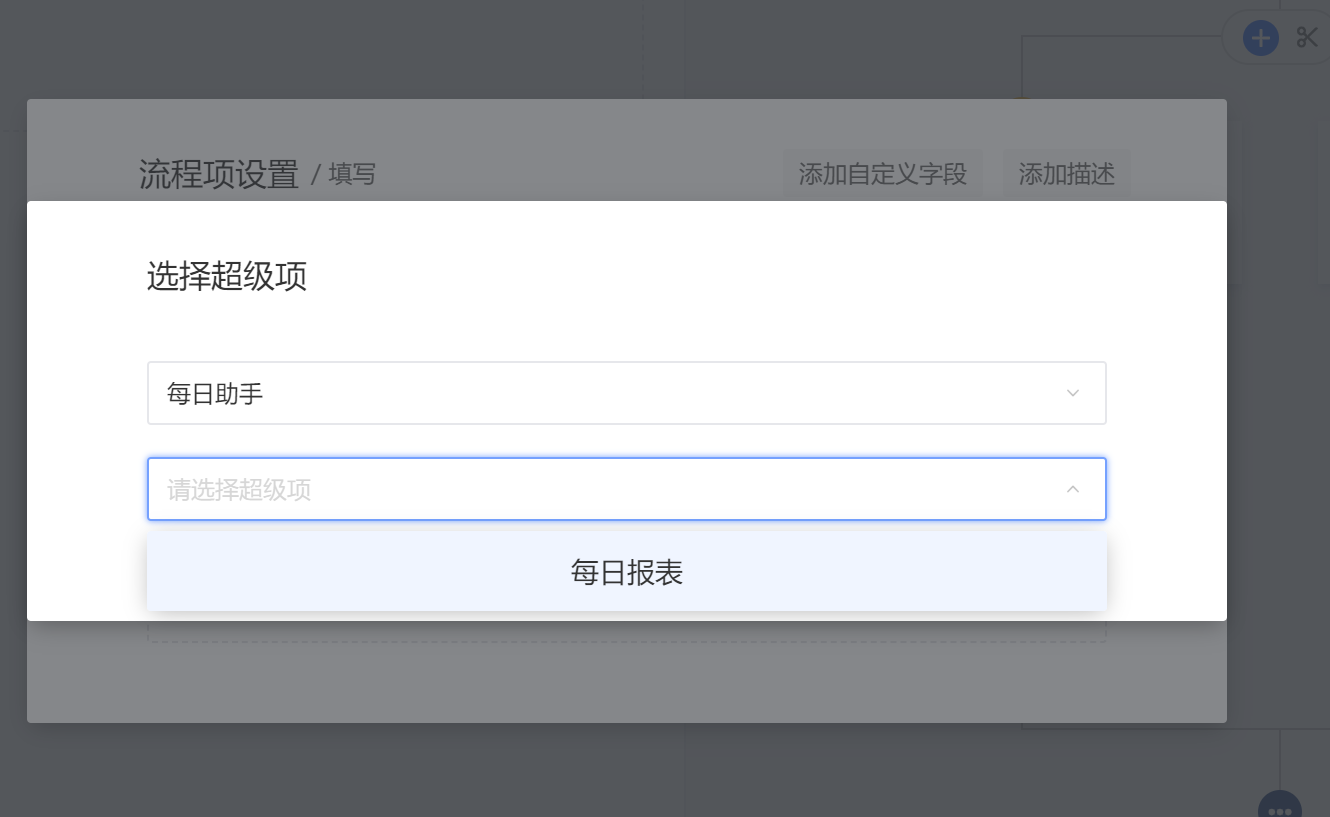 流程项设置 / 填写
添加自定义字段
添加描述
选择超级项
每日助手
请选择超级项
每日报表